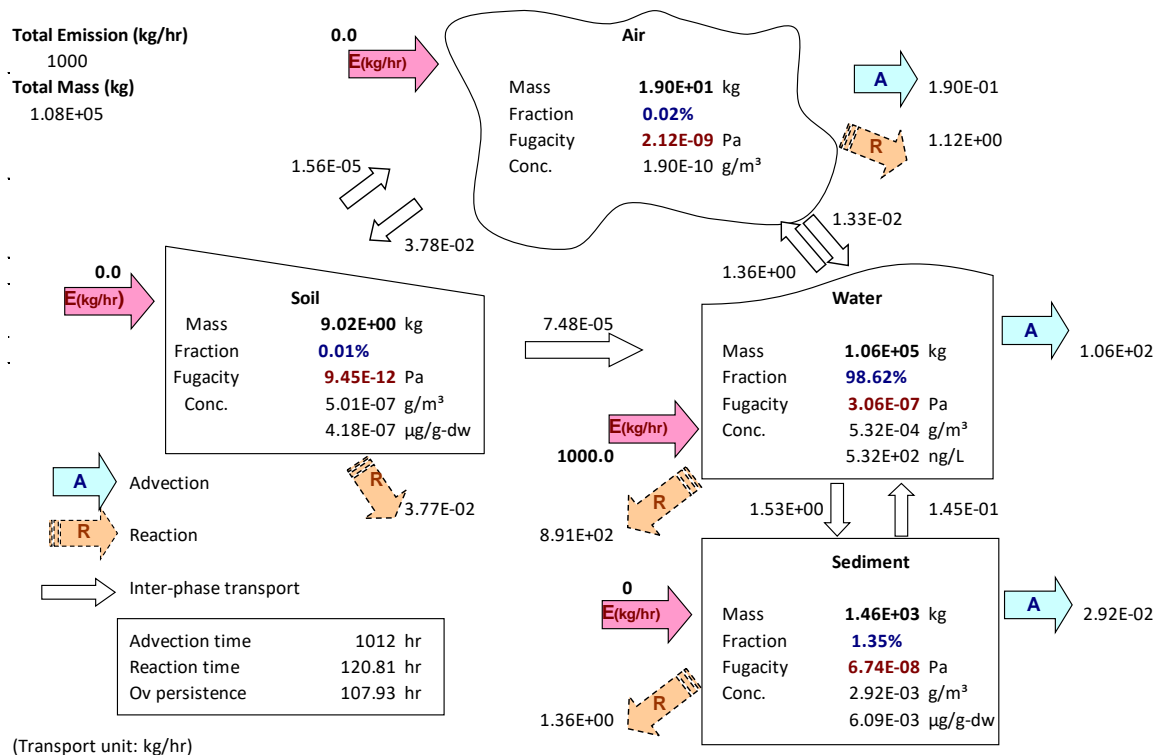 Total Emission (kg/hr)
1000
Total Mass (kg)
1.08E+05
0.0
E(kg/hr)
Air
Mass 1.90E+01 kg
Fraction 0.02%
Fugacity 2.12E-09 Pa
Conc. 1.90E-10 g/m³
A
1.90E-01
R
1.12E+00
1.56E-05
3.78E-02
1.33E-02
1.36E+00
0.0
E(kg/hr)
Soil
Mass 9.02E+00 kg
Fraction 0.01%
Fugacity 9.45E-12 Pa
Conc. 5.01E-07 g/m³
4.18E-07 µg/g-dw
R
3.77E-02
7.48E-05
Water
Mass 1.06E+05 kg
Fraction 98.62%
Fugacity 3.06E-07 Pa
Conc. 5.32E-04 g/m³
5.32E+02 ng/L
A
1.06E+02
E(kg/hr)
1000.0
R
8.91E+02
1.53E+00
1.45E-01
A Advection
R Reaction
Inter-phase transport
Sediment
0
E(kg/hr)
Mass 1.46E+03 kg
Fraction 1.35%
Fugacity 6.74E-08 Pa
Conc. 2.92E-03 g/m³
6.09E-03 µg/g-dw
A
2.92E-02
R
1.36E+00
Advection time 1012 hr
Reaction time 120.81 hr
Ov persistence 107.93 hr
(Transport unit: kg/hr)